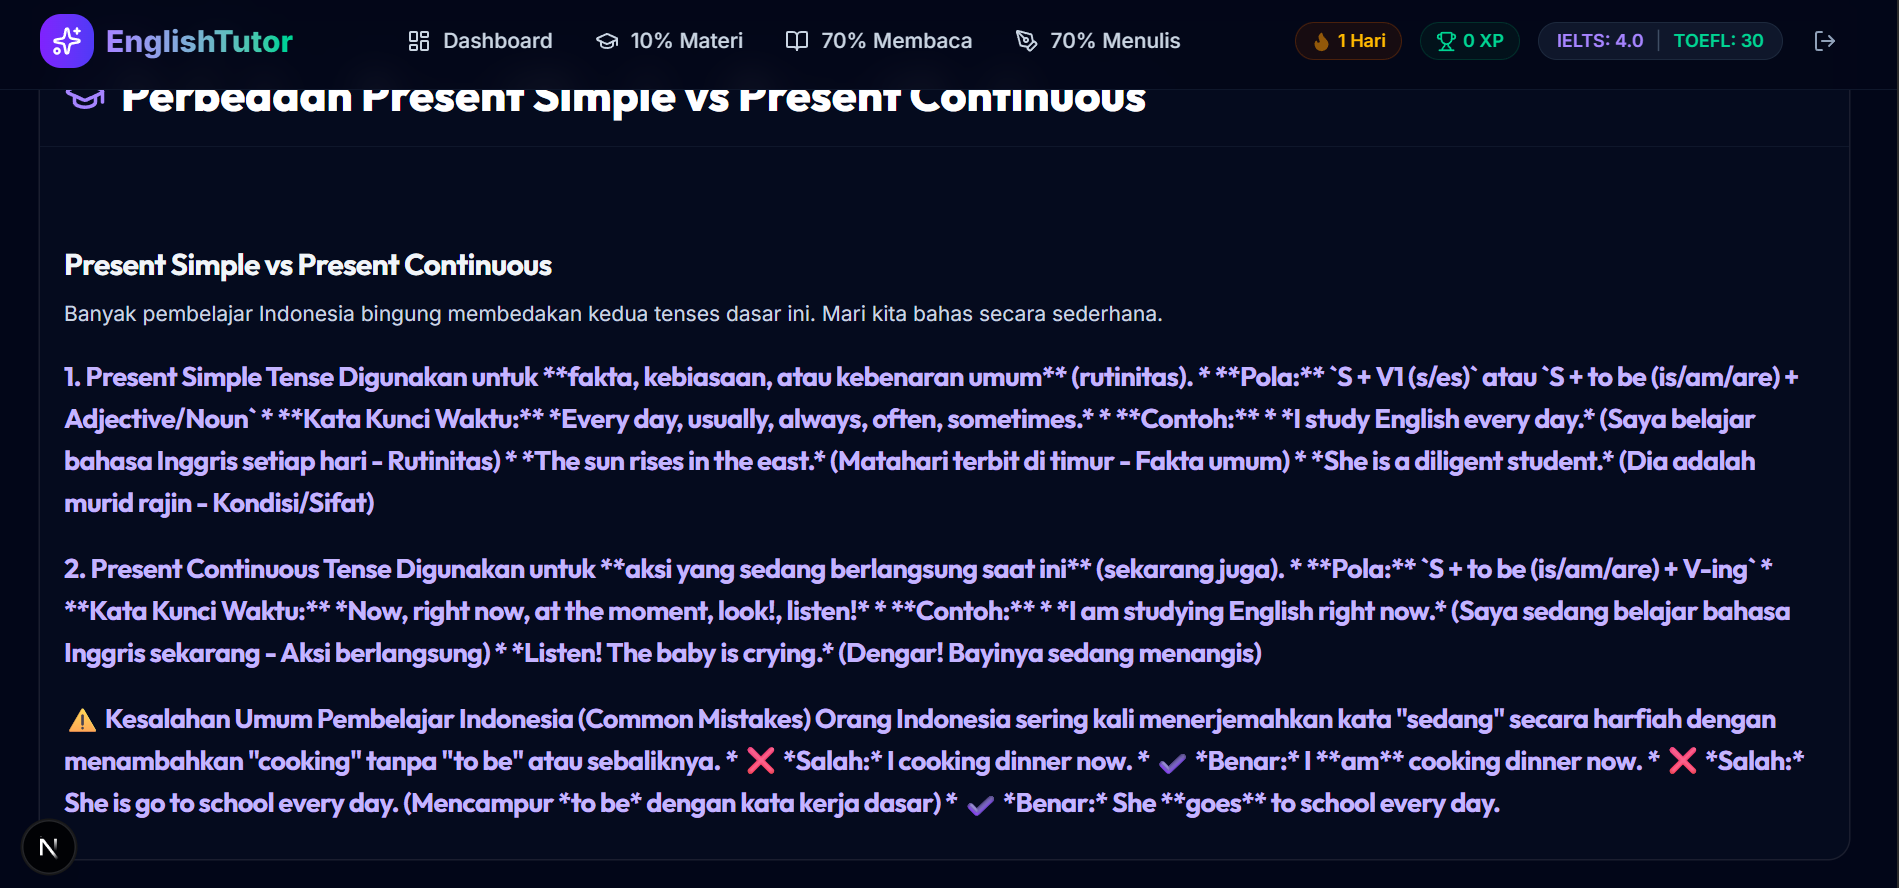 EnglishTutor
Dashboard
10% Materi
70% Membaca
70% Menulis
1 Hari
0 XP
IELTS: 4.0 | TOEFL: 30
Perbedaan Present Simple vs Present Continuous
Present Simple vs Present Continuous
Banyak pembelajar Indonesia bingung membedakan kedua tenses dasar ini. Mari kita bahas secara sederhana.
1. Present Simple Tense Digunakan untuk **fakta, kebiasaan, atau kebenaran umum** (rutinitas). * **Pola:** `S + V1 (s/es)` atau `S + to be (is/am/are) +
Adjective/Noun` * **Kata Kunci Waktu:** *Every day, usually, always, often, sometimes.* * **Contoh:** * *I study English every day.* (Saya belajar
bahasa Inggris setiap hari - Rutinitas) * *The sun rises in the east.* (Matahari terbit di timur - Fakta umum) * *She is a diligent student.* (Dia adalah
murid rajin - Kondisi/Sifat)
2. Present Continuous Tense Digunakan untuk **aksi yang sedang berlangsung saat ini** (sekarang juga). * **Pola:** `S + to be (is/am/are) + V-ing` *
**Kata Kunci Waktu:** *Now, right now, at the moment, look!, listen!* * **Contoh:** * *I am studying English right now.* (Saya sedang belajar bahasa
Inggris sekarang - Aksi berlangsung) * *Listen! The baby is crying.* (Dengar! Bayinya sedang menangis)
⚠️ Kesalahan Umum Pembelajar Indonesia (Common Mistakes) Orang Indonesia sering kali menerjemahkan kata "sedang" secara harfiah dengan
menambahkan "cooking" tanpa "to be" atau sebaliknya. * ❌ *Salah:* I cooking dinner now. * ✔️ *Benar:* I **am** cooking dinner now. * ❌ *Salah:*
She is go to school every day. (Mencampur *to be* dengan kata kerja dasar) * ✔️ *Benar:* She **goes** to school every day.
N